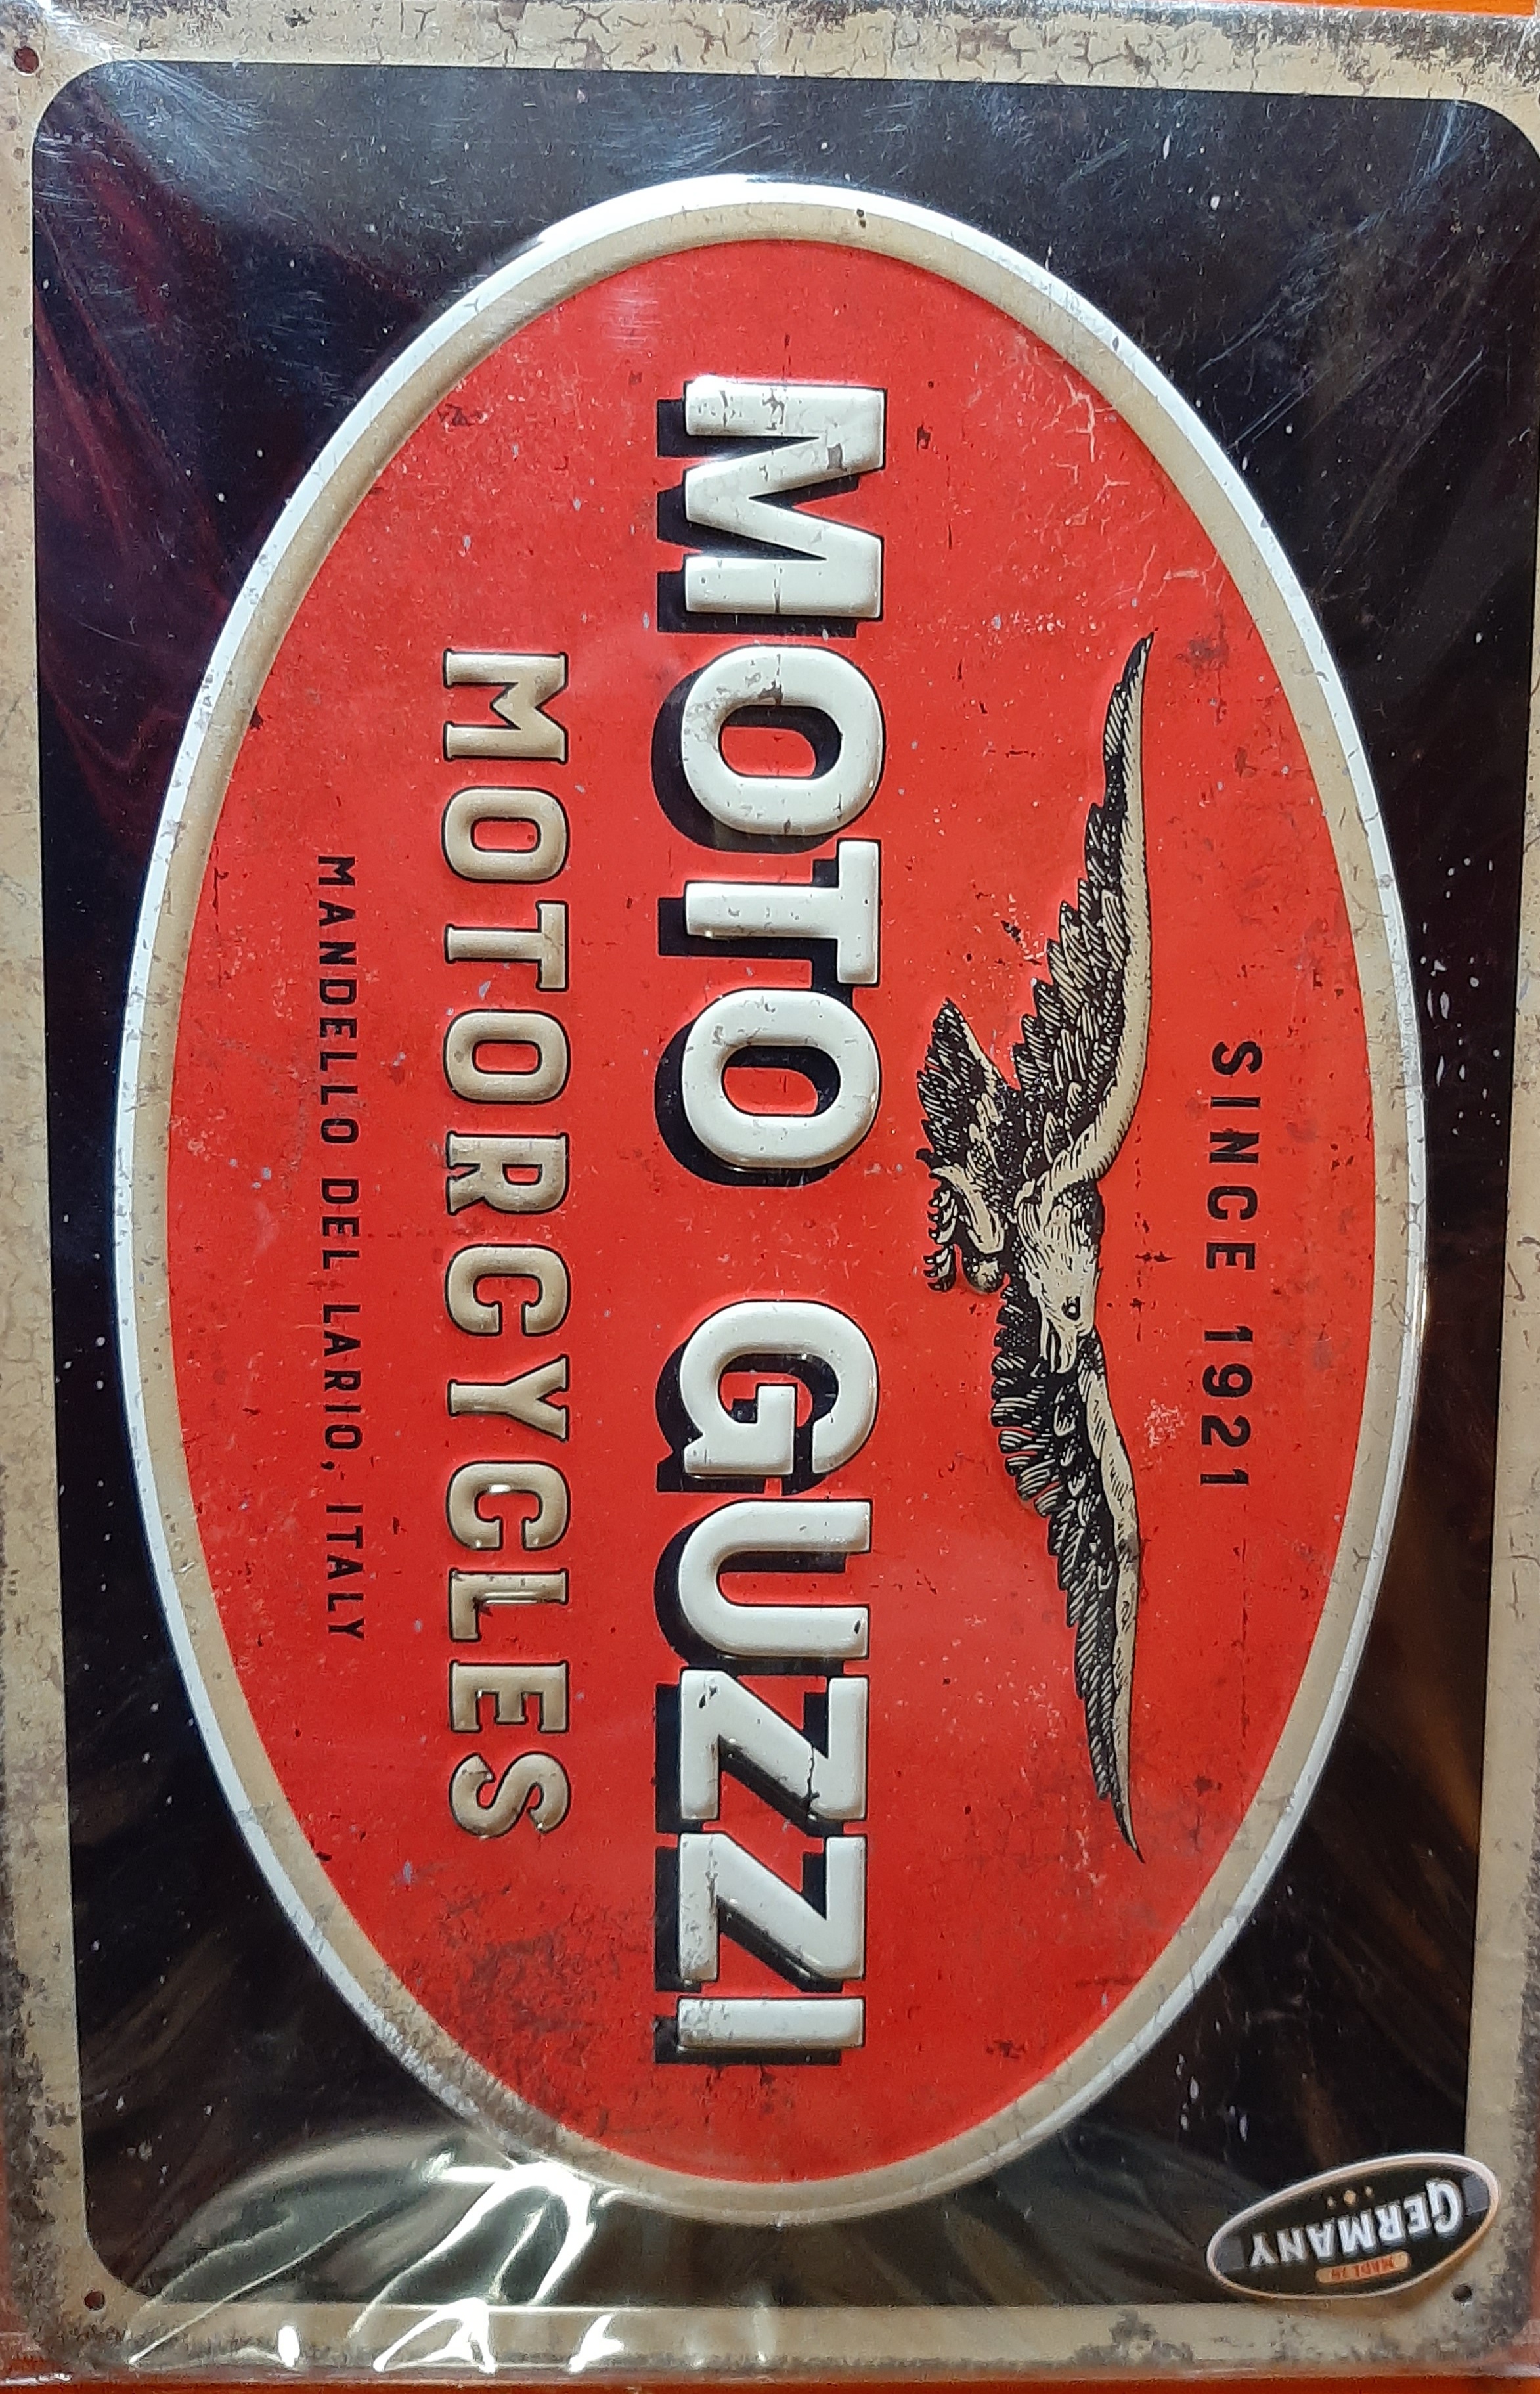 SINCE 1921
MOTO GUZZI
MOTORCYCLES
MANDELLO DEL LARIO, ITALY
MADE IN
GERMANY